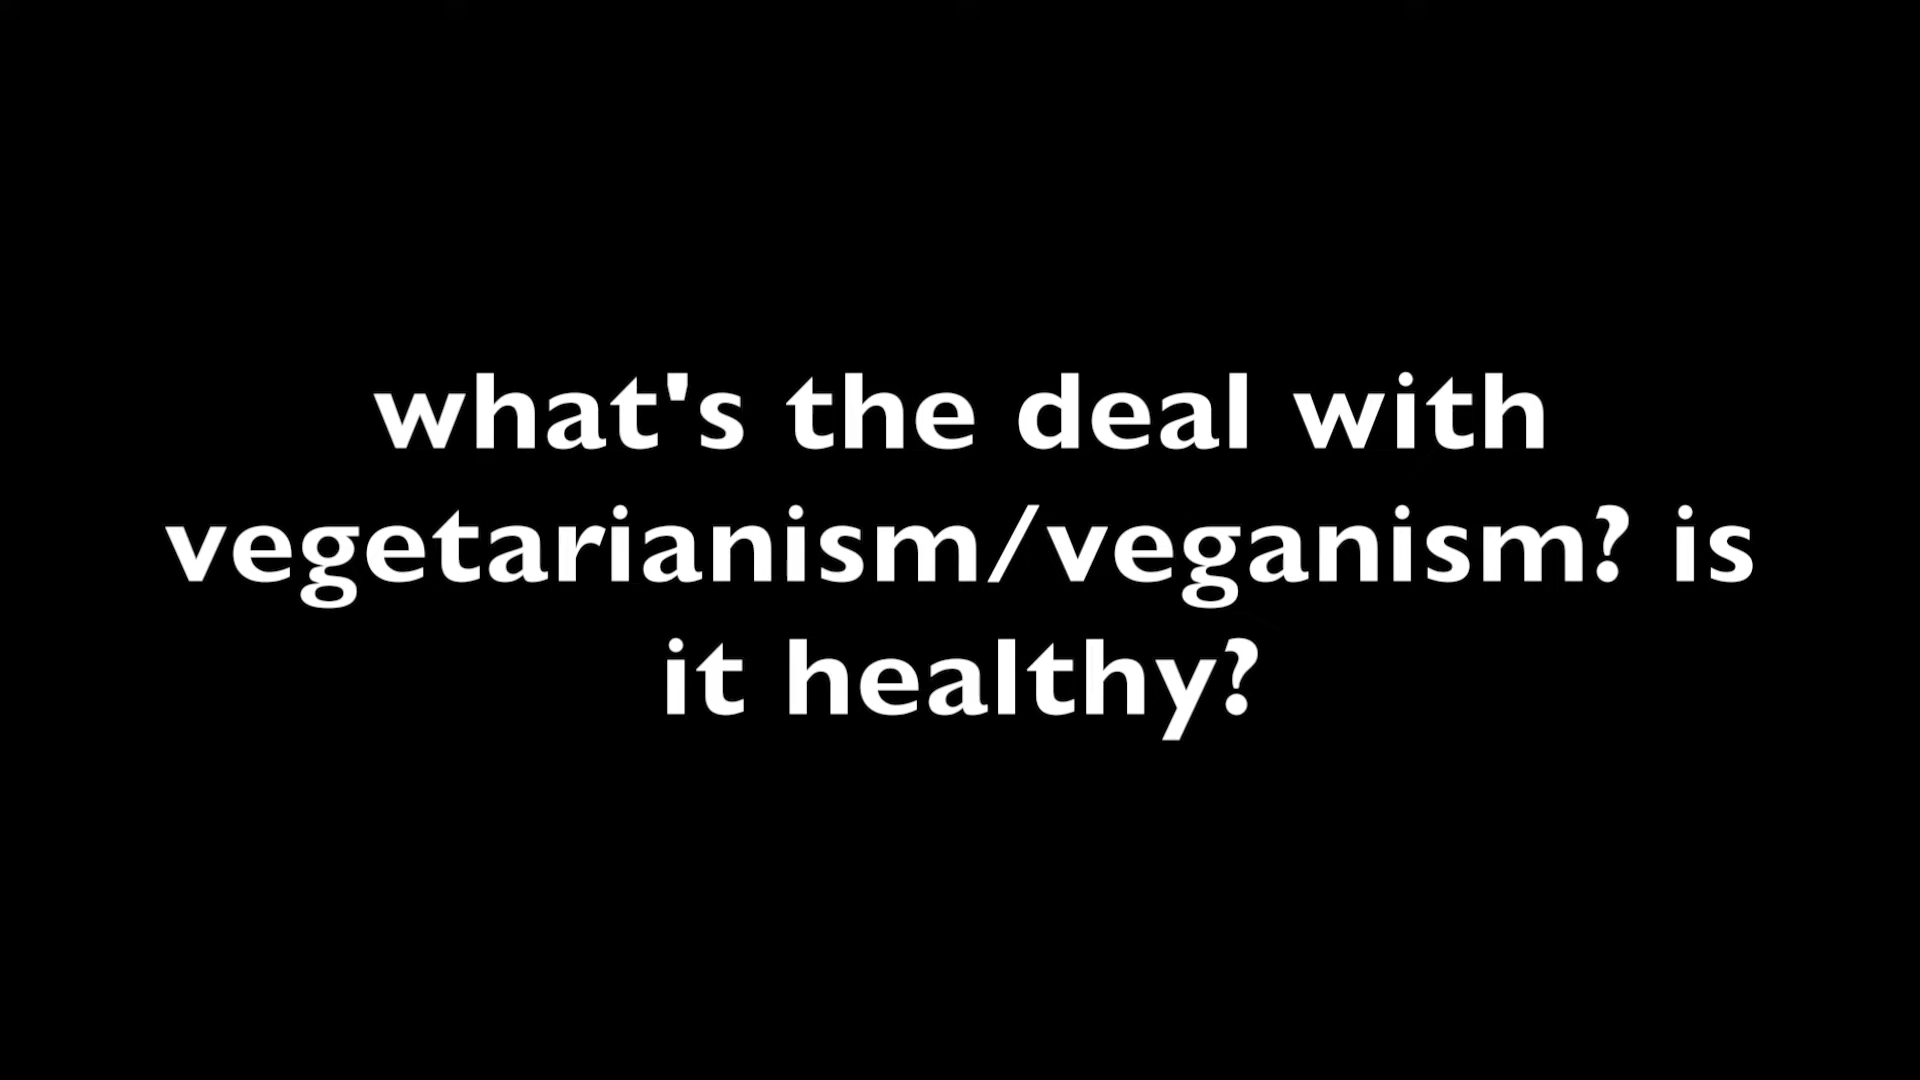 what's the deal with
vegetarianism/veganism? is
it healthy?